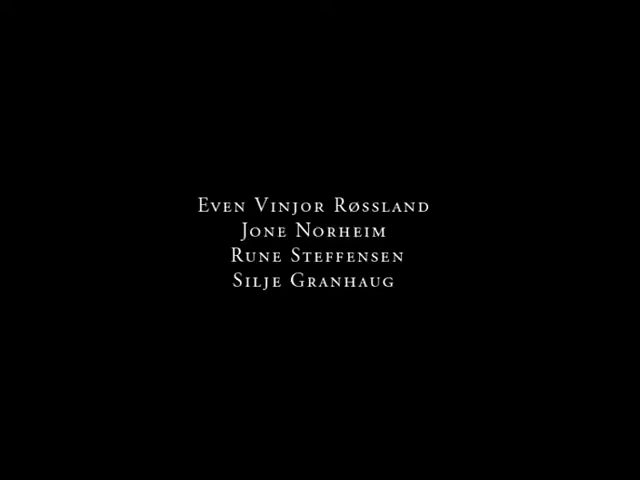 Even Vinjor Røssland
Jone Norheim
Rune Steffensen
Silje Granhaug